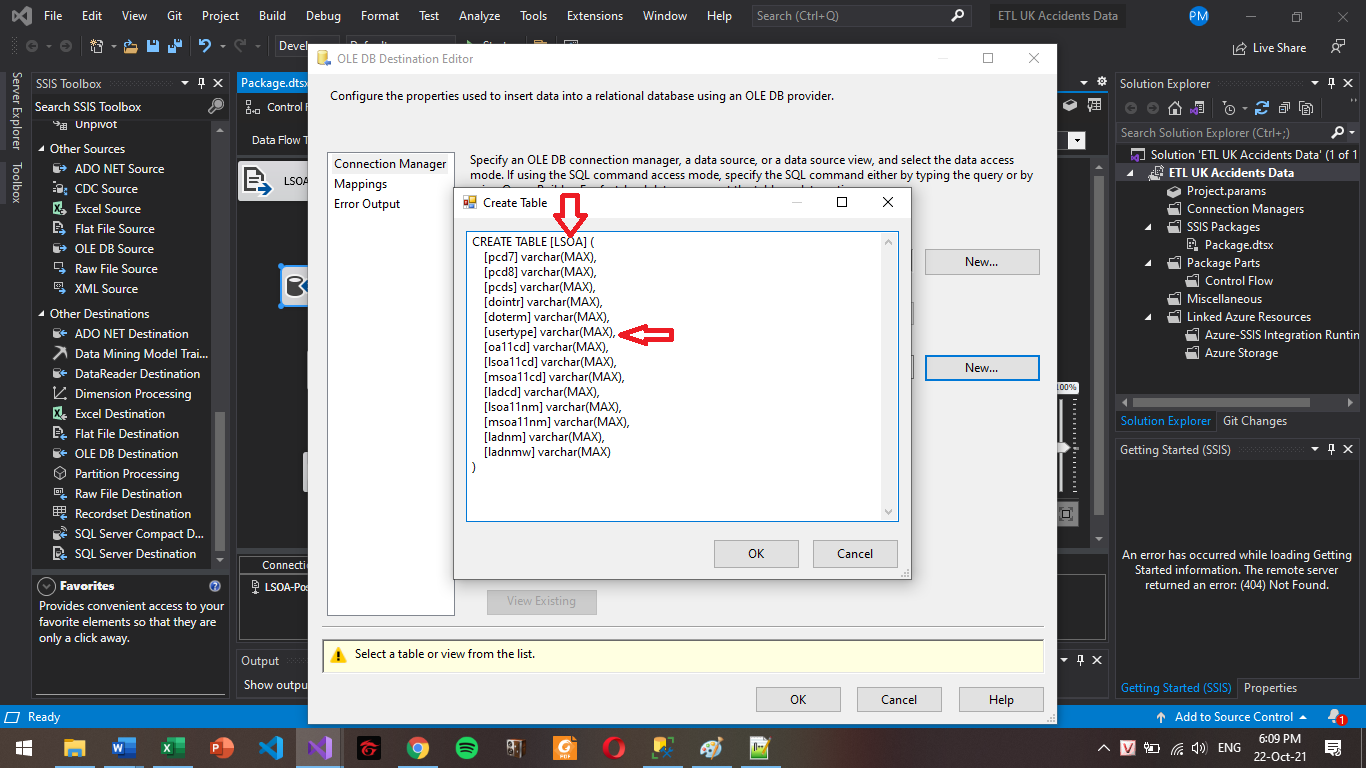 File Edit View Git Project Build Debug Format Test Analyze Tools Extensions Window Help Search (Ctrl+Q) ETL UK Accidents Data PM
Live Share
SSIS Toolbox
Search SSIS Toolbox
Server Explorer
Toolbox
Unpivot
Other Sources
ADO NET Source
CDC Source
Excel Source
Flat File Source
OLE DB Source
Raw File Source
XML Source
Other Destinations
ADO NET Destination
Data Mining Model Trai...
DataReader Destination
Dimension Processing
Excel Destination
Flat File Destination
OLE DB Destination
Partition Processing
Raw File Destination
Recordset Destination
SQL Server Compact D...
SQL Server Destination
Favorites
Provides convenient access to your
favorite elements so that they are
only a click away.
Package.dtsx
Data Flow T
LSOA
LSOA-Pos
Output
Show outpu
OLE DB Destination Editor
Configure the properties used to insert data into a relational database using an OLE DB provider.
Connection Manager
Mappings
Error Output
Specify an OLE DB connection manager, a data source, or a data source view, and select the data access
mode. If using the SQL command access mode, specify the SQL command either by typing the query or by
New...
New...
View Existing
Select a table or view from the list.
OK Cancel Help
Create Table
CREATE TABLE [LSOA] (
[pcd7] varchar(MAX),
[pcd8] varchar(MAX),
[pcds] varchar(MAX),
[dointr] varchar(MAX),
[doterm] varchar(MAX),
[usertype] varchar(MAX),
[oa11cd] varchar(MAX),
[lsoa11cd] varchar(MAX),
[msoa11cd] varchar(MAX),
[ladcd] varchar(MAX),
[lsoa11nm] varchar(MAX),
[msoa11nm] varchar(MAX),
[ladnm] varchar(MAX),
[ladnmw] varchar(MAX)
)
OK Cancel
100%
Solution Explorer
Search Solution Explorer (Ctrl+;)
Solution 'ETL UK Accidents Data' (1 of 1
ETL UK Accidents Data
Project.params
Connection Managers
SSIS Packages
Package.dtsx
Package Parts
Control Flow
Miscellaneous
Linked Azure Resources
Azure-SSIS Integration Runtin
Azure Storage
Solution Explorer Git Changes
Getting Started (SSIS)
An error has occurred while loading Getting
Started information. The remote server
returned an error: (404) Not Found.
Getting Started (SSIS) Properties
Ready
Add to Source Control 1
ENG
6:09 PM
22-Oct-21